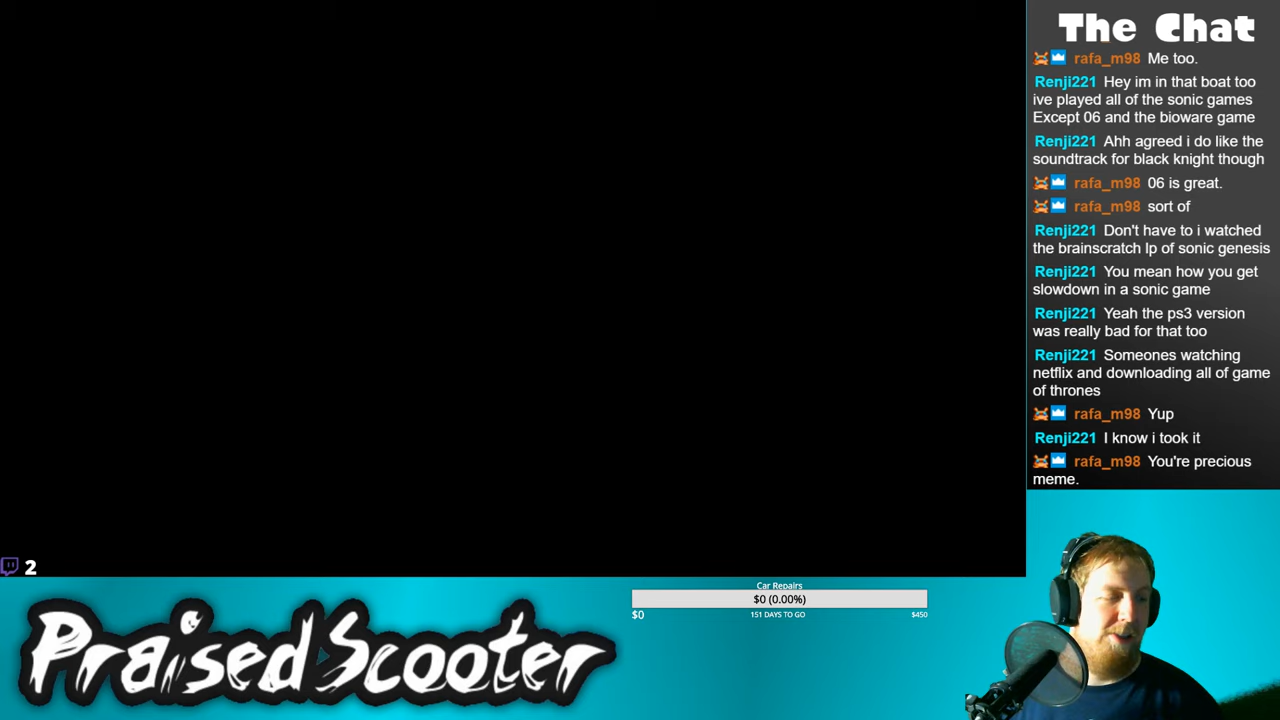 The Chat
rafa_m98 Me too.
Renji221 Hey im in that boat too
ive played all of the sonic games
Except 06 and the bioware game
Renji221 Ahh agreed i do like the
soundtrack for black knight though
rafa_m98 06 is great.
rafa_m98 sort of
Renji221 Don't have to i watched
the brainscratch lp of sonic genesis
Renji221 You mean how you get
slowdown in a sonic game
Renji221 Yeah the ps3 version
was really bad for that too
Renji221 Someones watching
netflix and downloading all of game
of thrones
rafa_m98 Yup
Renji221 I know i took it
rafa_m98 You're precious
meme.
2
Car Repairs
$0 (0.00%)
$0 151 DAYS TO GO $450
PraisedScooter